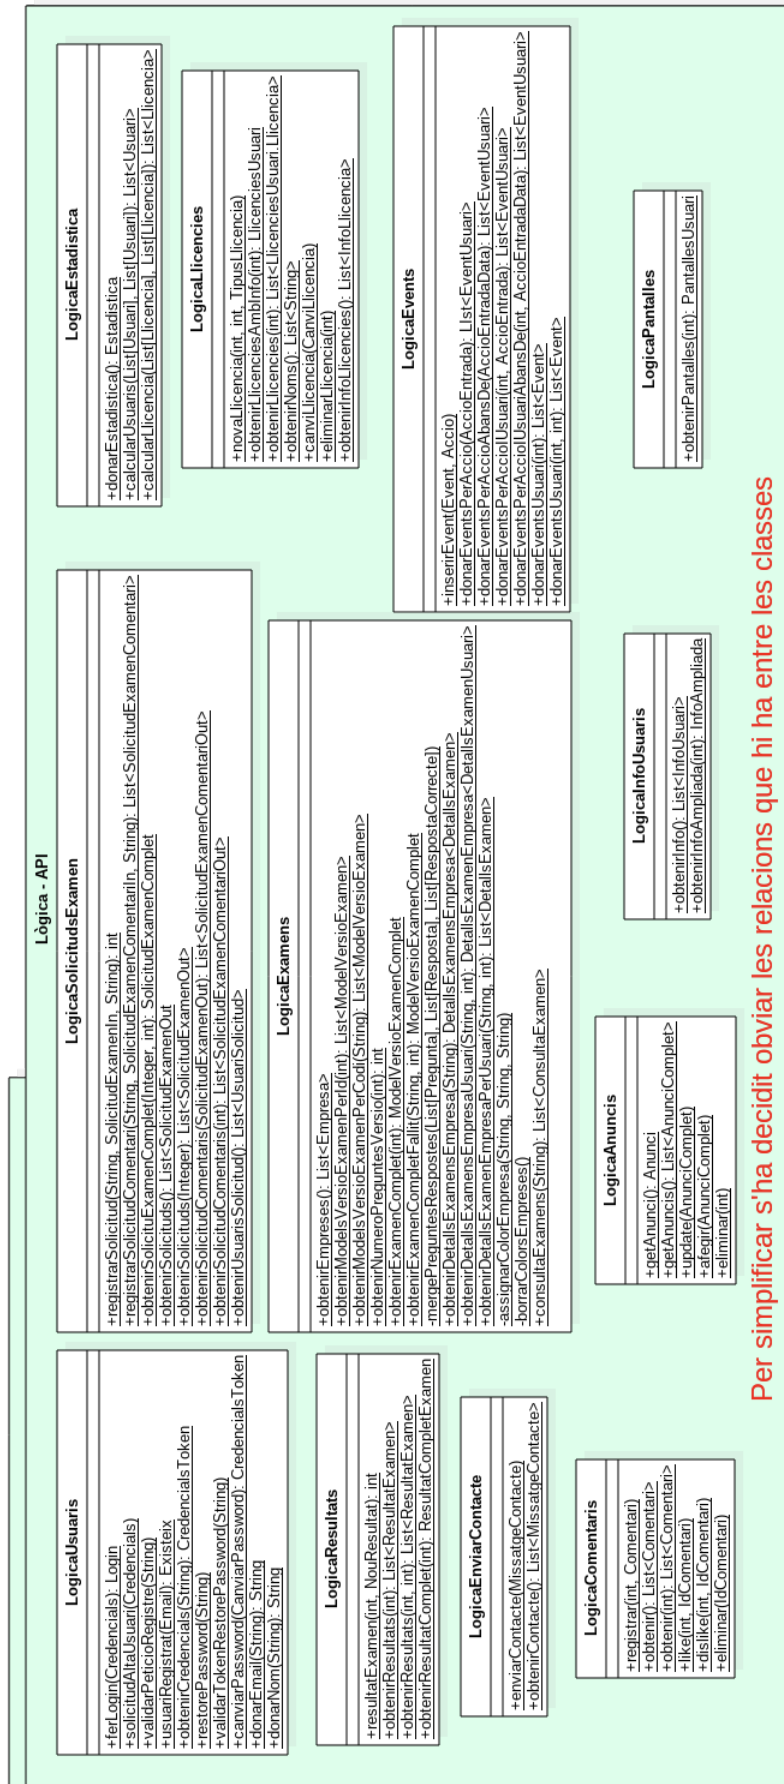 Lògica - API
LogicaUsuaris
+ferLogin(Credencials): Login
+solicitudAltaUsuari(Credencials)
+validarPeticioRegistre(String)
+usuariRegistrat(Email): Existeix
+obtenirCredencials(String): CredencialsToken
+restorePassword(String)
+validarTokenRestorePassword(String)
+canviarPassword(CanviarPassword): CredencialsToken
+donarEmail(String): String
+donarNom(String): String
LogicaSolicitudsExamen
+registrarSolicitud(String, SolicitudExamenIn, String): int
+registrarSolicitudComentari(String, SolicitudExamenComentariIn, String): List<SolicitudExamenComentari>
+obtenirSolicituExamenComplet(Integer, int): SolicitudExamenComplet
+obtenirSolicituds(): List<SolicitudExamenOut
+obtenirSolicituds(Integer): List<SolicitudExamenOut>
+obtenirSolicitudComentaris(SolicitudExamenOut): List<SolicitudExamenComentariOut>
+obtenirSolicitudComentaris(int): List<SolicitudExamenComentariOut>
+obtenirUsuarisSolicitud(): List<UsuariSolicitud>
LogicaEstadistica
+donarEstadistica(): Estadistica
+calcularUsuaris(List[Usuari], List[Usuari]): List<Usuari>
+calcularLlicencia(List[Llicencia], List[Llicencia]): List<Llicencia>
LogicaLlicencies
+novaLlicencia(int, int, TipusLlicencia)
+obtenirLlicenciesAmbInfo(int): LlicenciesUsuari
+obtenirLlicencies(int): List<LlicenciesUsuari.Llicencia>
+obtenirNoms(): List<String>
+canviLlicencia(CanviLlicencia)
+eliminarLlicencia(int)
+obtenirInfoLlicencies(): List<InfoLlicencia>
LogicaResultats
+resultatExamen(int, NouResultat): int
+obtenirResultats(int): List<ResultatExamen>
+obtenirResultats(int, int): List<ResultatExamen>
+obtenirResultatComplet(int): ResultatCompletExamen
LogicaExamens
+obtenirEmpreses(): List<Empresa>
+obtenirModelsVersioExamenPerId(int): List<ModelVersioExamen>
+obtenirModelsVersioExamenPerCodi(String): List<ModelVersioExamen>
+obtenirNumeroPreguntesVersio(int): int
+obtenirExamenComplet(int): ModelVersioExamenComplet
+obtenirExamenCompletFallit(String, int): ModelVersioExamenComplet
-mergePreguntesRespostes(List[Pregunta], List[Resposta], List[RespostaCorrecte])
+obtenirDetallsExamensEmpresa(String): DetallsExamensEmpresa<DetallsExamen>
+obtenirDetallsExamensEmpresaUsuari(String, int): DetallsExamenEmpresa<DetallsExamenUsuari>
+obtenirDetallsExamenEmpresaPerUsuari(String, int): List<DetallsExamen>
-assignarColorEmpresa(String, String, String)
-borrarColorsEmpreses()
+consultaExamens(String): List<ConsultaExamen>
LogicaEvents
+inserirEvent(Event, Accio)
+donarEventsPerAccio(AccioEntrada): LIst<EventUsuari>
+donarEventsPerAccioAbansDe(AccioEntradaData): List<EventUsuari>
+donarEventsPerAcciolUsuari(int, AccioEntrada): List<EventUsuari>
+donarEventsPerAcciolUsuariAbansDe(int, AccioEntradaData): List<EventUsuari>
+donarEventsUsuari(int): List<Event>
+donarEventsUsuari(int, int): List<Event>
LogicaEnviarContacte
+enviarContacte(MissatgeContacte)
+obtenirContacte(): List<MissatgeContacte>
LogicaComentaris
+registrar(int, Comentari)
+obtenir(): List<Comentari>
+obtenir(int): List<Comentari>
+like(int, IdComentari)
+dislike(int, IdComentari)
+eliminar(IdComentari)
LogicaAnuncis
+getAnunci(): Anunci
+getAnuncis(): List<AnunciComplet>
+update(AnunciComplet)
+afegir(AnunciComplet)
+eliminar(int)
LogicaInfoUsuaris
+obtenirInfo(): List<InfoUsuari>
+obtenirInfoAmpliada(int): InfoAmpliada
LogicaPantalles
+obtenirPantalles(int): PantallesUsuari
Per simplificar s'ha decidit obviar les relacions que hi ha entre les classes